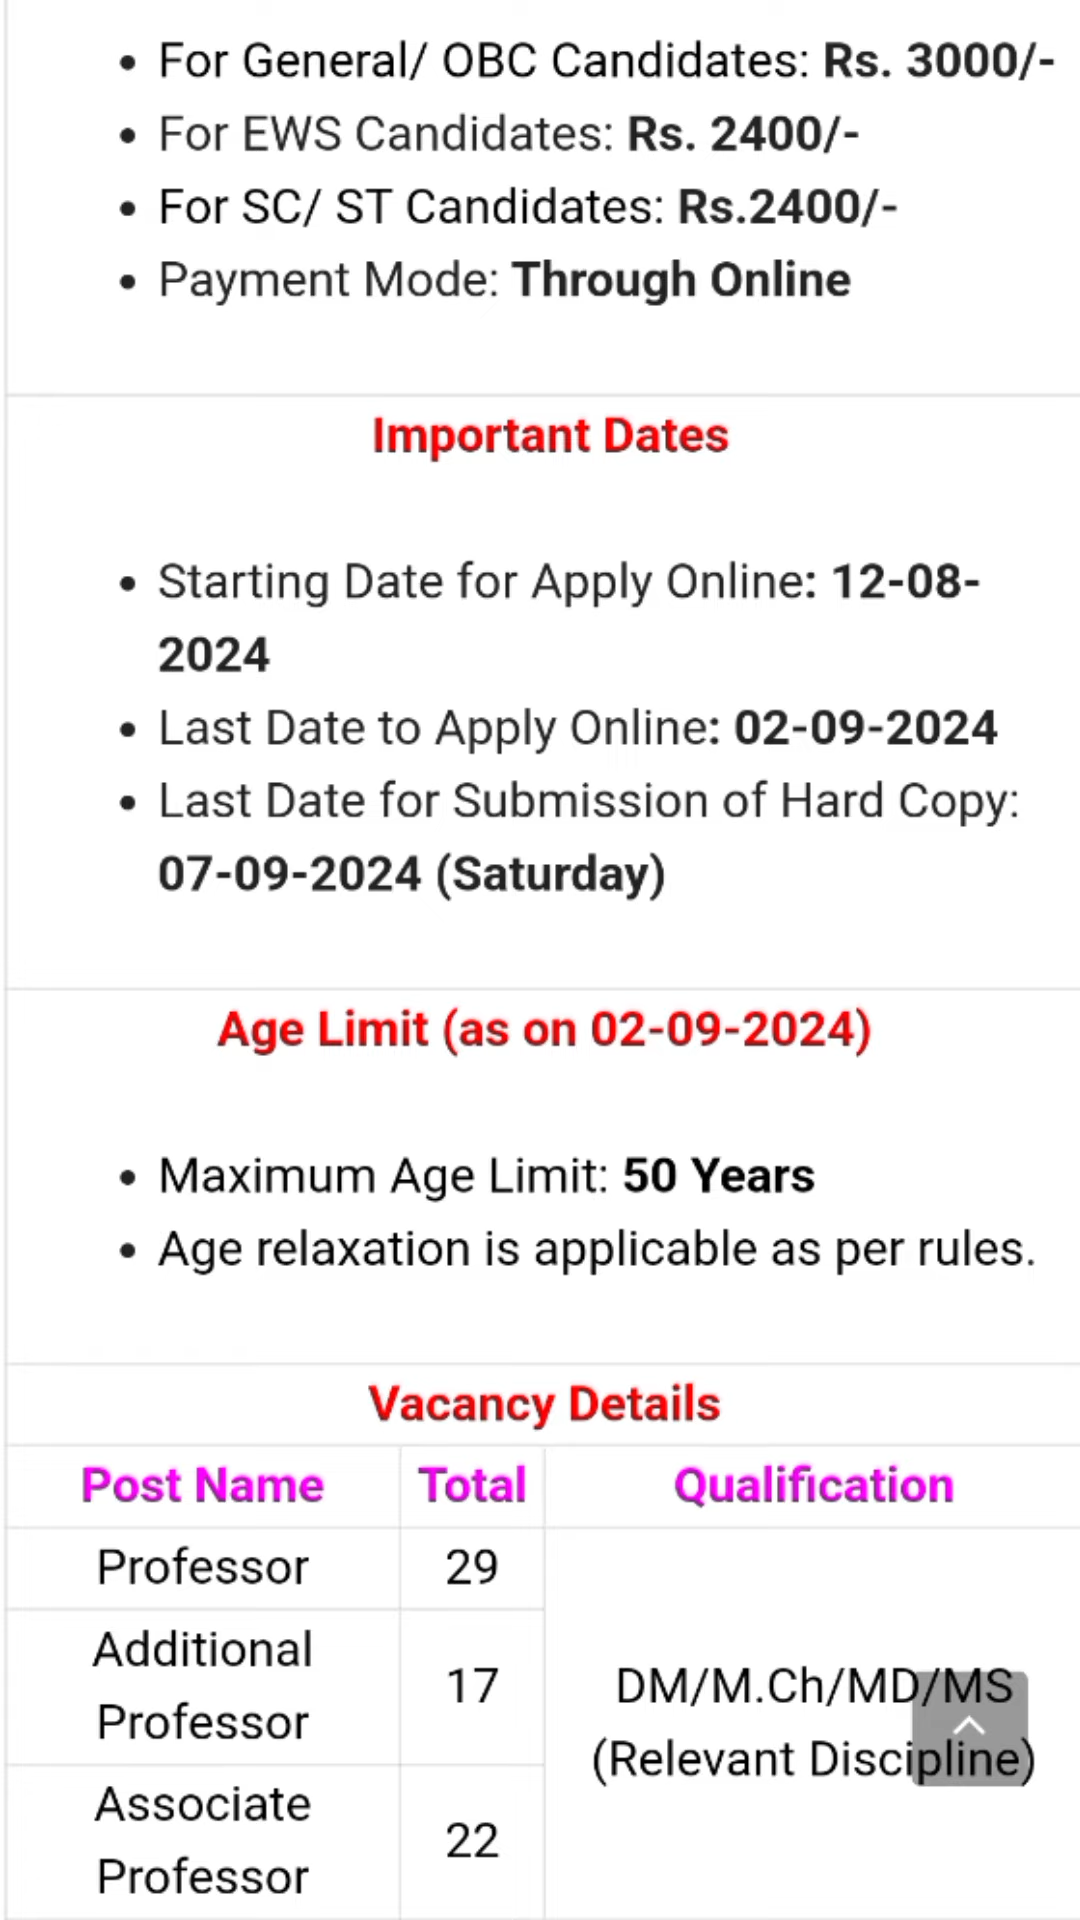 For General/ OBC Candidates: Rs. 3000/-
For EWS Candidates: Rs. 2400/-
For SC/ ST Candidates: Rs.2400/-
Payment Mode: Through Online
Important Dates
Starting Date for Apply Online: 12-08-
2024
Last Date to Apply Online: 02-09-2024
Last Date for Submission of Hard Copy:
07-09-2024 (Saturday)
Age Limit (as on 02-09-2024)
Maximum Age Limit: 50 Years
Age relaxation is applicable as per rules.
Vacancy Details
Post Name Total Qualification
Professor 29
Additional
Professor
17
Associate
Professor
22
DM/M.Ch/MD/MS
(Relevant Discipline)